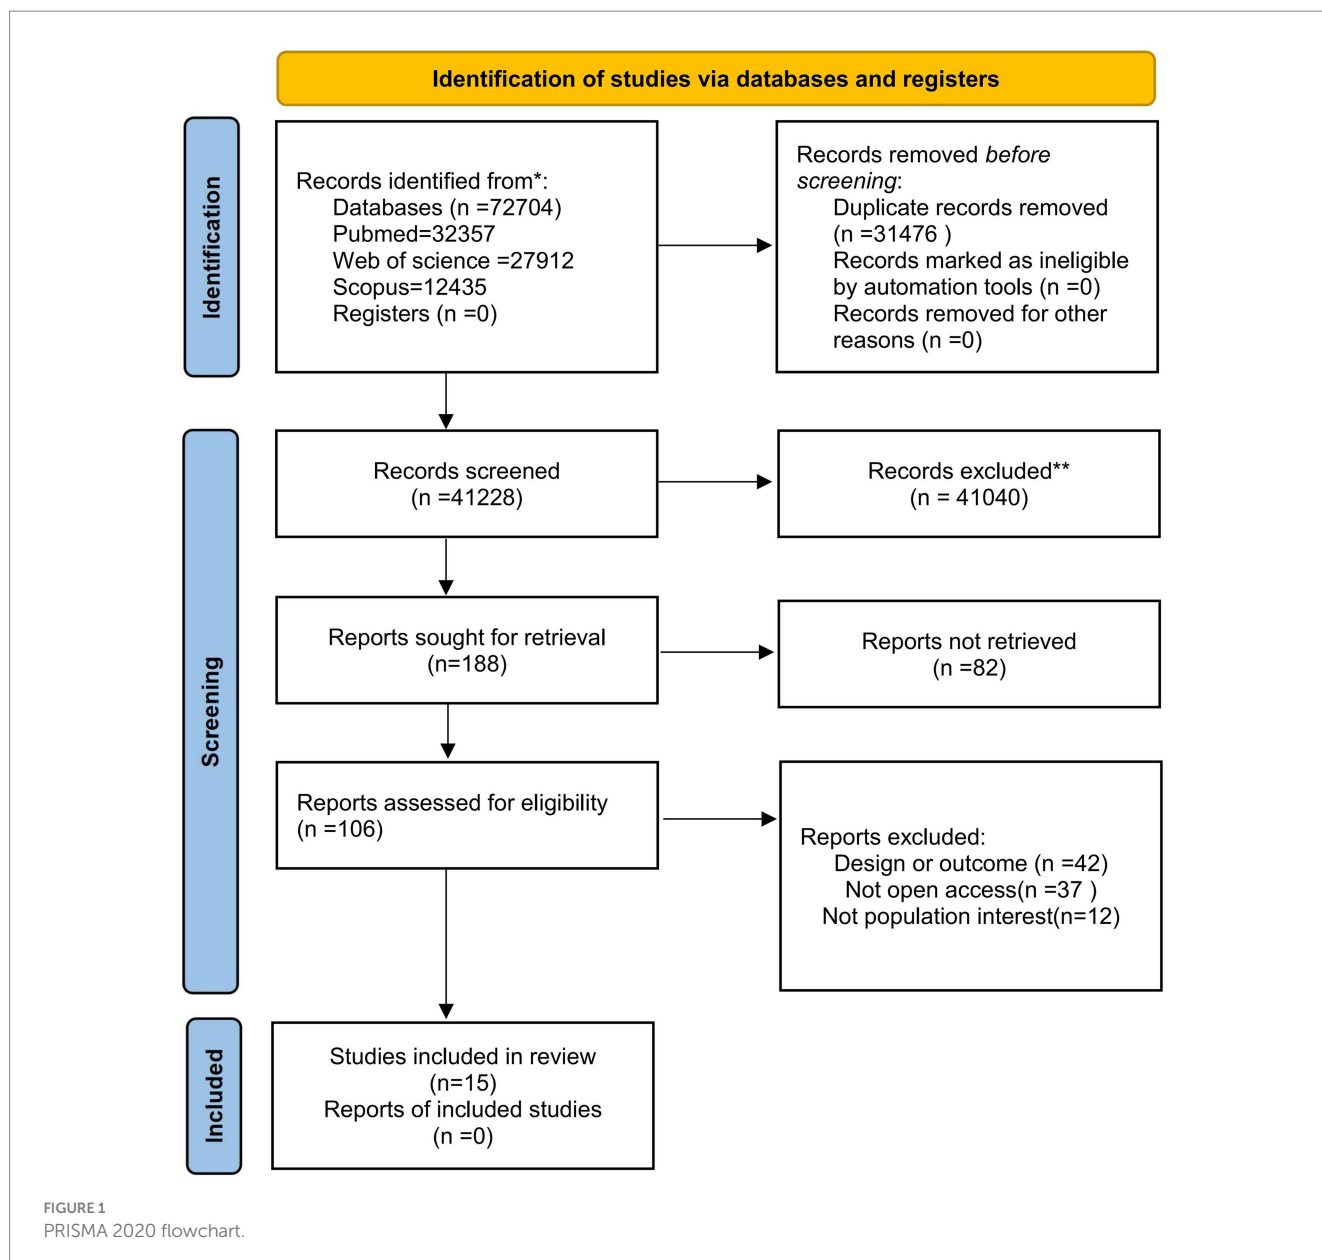 Identification of studies via databases and registers
Identification
Records identified from*:
Databases (n =72704)
Pubmed=32357
Web of science =27912
Scopus=12435
Registers (n =0)
Records removed before
screening:
Duplicate records removed
(n =31476 )
Records marked as ineligible
by automation tools (n =0)
Records removed for other
reasons (n =0)
Screening
Records screened
(n =41228)
Records excluded**
(n = 41040)
Reports sought for retrieval
(n=188)
Reports not retrieved
(n =82)
Reports assessed for eligibility
(n =106)
Reports excluded:
Design or outcome (n =42)
Not open access(n =37 )
Not population interest(n=12)
Included
Studies included in review
(n=15)
Reports of included studies
(n =0)
FIGURE 1
PRISMA 2020 flowchart.